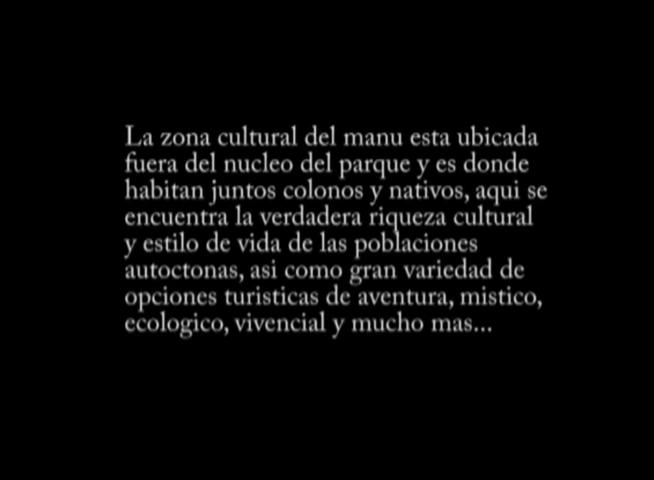 La zona cultural del manu esta ubicada
fuera del nucleo del parque y es donde
habitan juntos colonos y nativos, aqui se
encuentra la verdadera riqueza cultural
y estilo de vida de las poblaciones
autoctonas, asi como gran variedad de
opciones turisticas de aventura, mistico,
ecologico, vivencial y mucho mas...